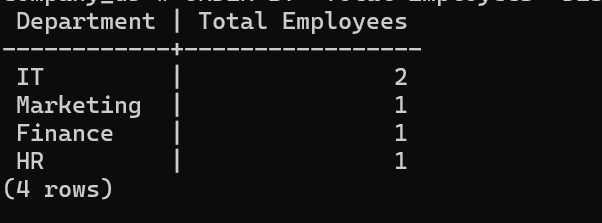 Department | Total Employees
------------+-----------------
IT         |               2
Marketing  |               1
Finance    |               1
HR         |               1
(4 rows)